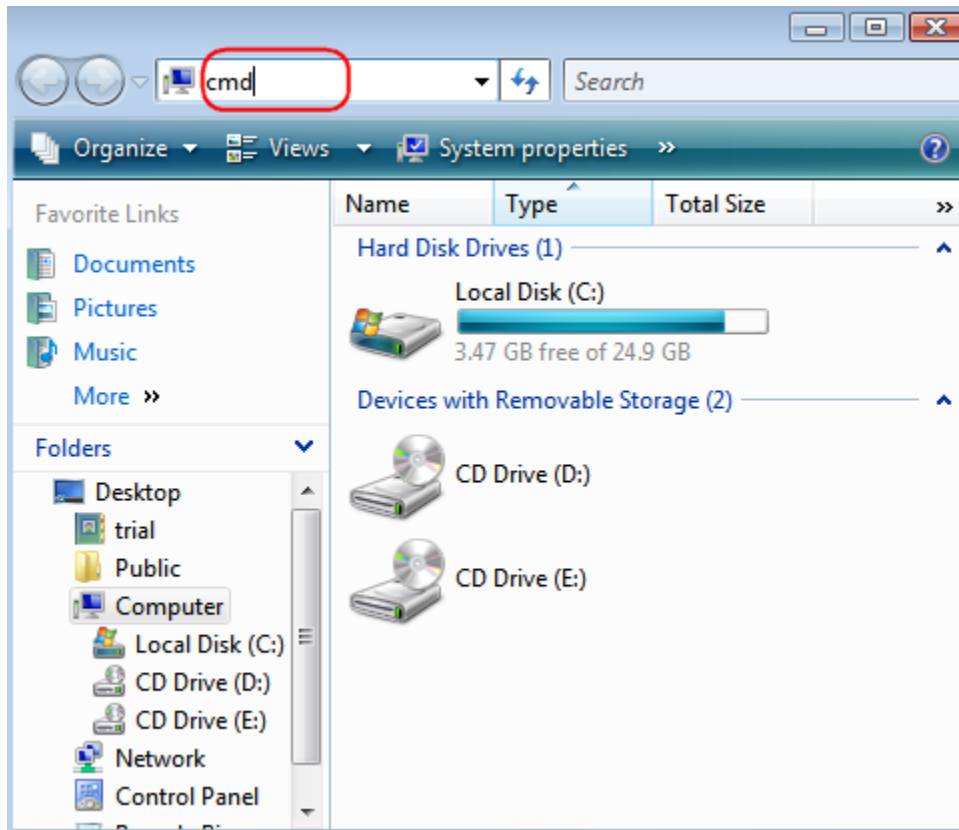 cmd
Search
Organize Views System properties »
Favorite Links
Documents
Pictures
Music
More »
Folders
Desktop
trial
Public
Computer
Local Disk (C:)
CD Drive (D:)
CD Drive (E:)
Network
Control Panel
Name Type Total Size »
Hard Disk Drives (1)
Local Disk (C:)
3.47 GB free of 24.9 GB
Devices with Removable Storage (2)
CD Drive (D:)
CD Drive (E:)